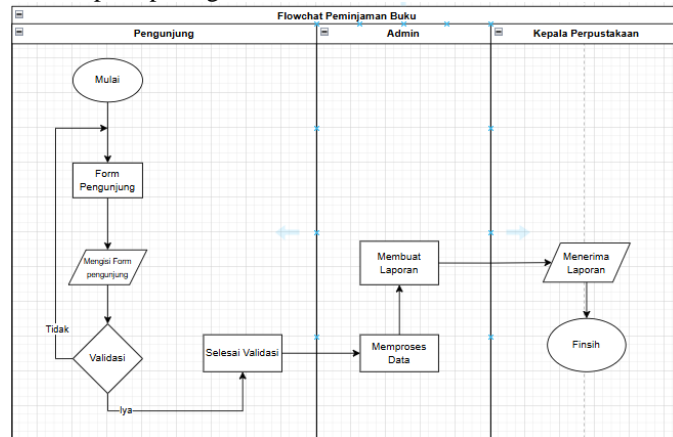 Flowchat Peminjaman Buku
Pengunjung
Admin
Kepala Perpustakaan
Mulai
Form
Pengunjung
Mengisi Form
pengunjung
Tidak
Validasi
Iya
Selesai Validasi
Memproses
Data
Membuat
Laporan
Menerima
Laporan
Finsih